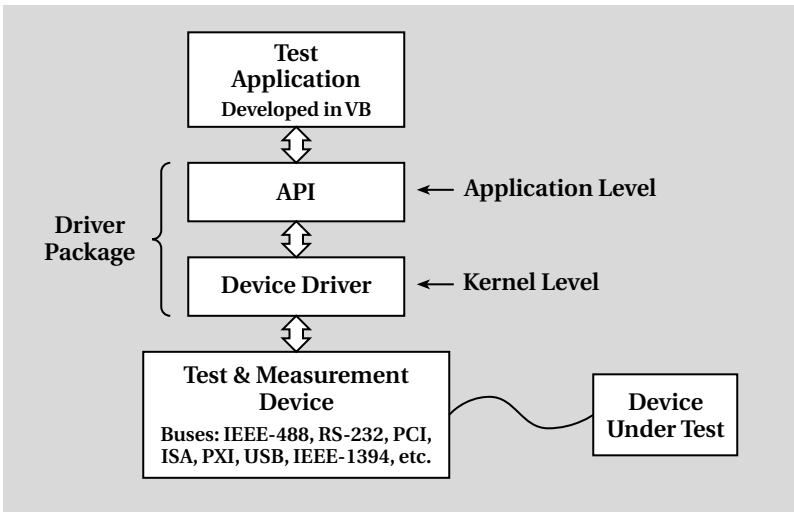 Test
Application
Developed in VB
API
Application Level
Driver
Package
Device Driver
Kernel Level
Test & Measurement
Device
Buses: IEEE-488, RS-232, PCI,
ISA, PXI, USB, IEEE-1394, etc.
Device
Under Test